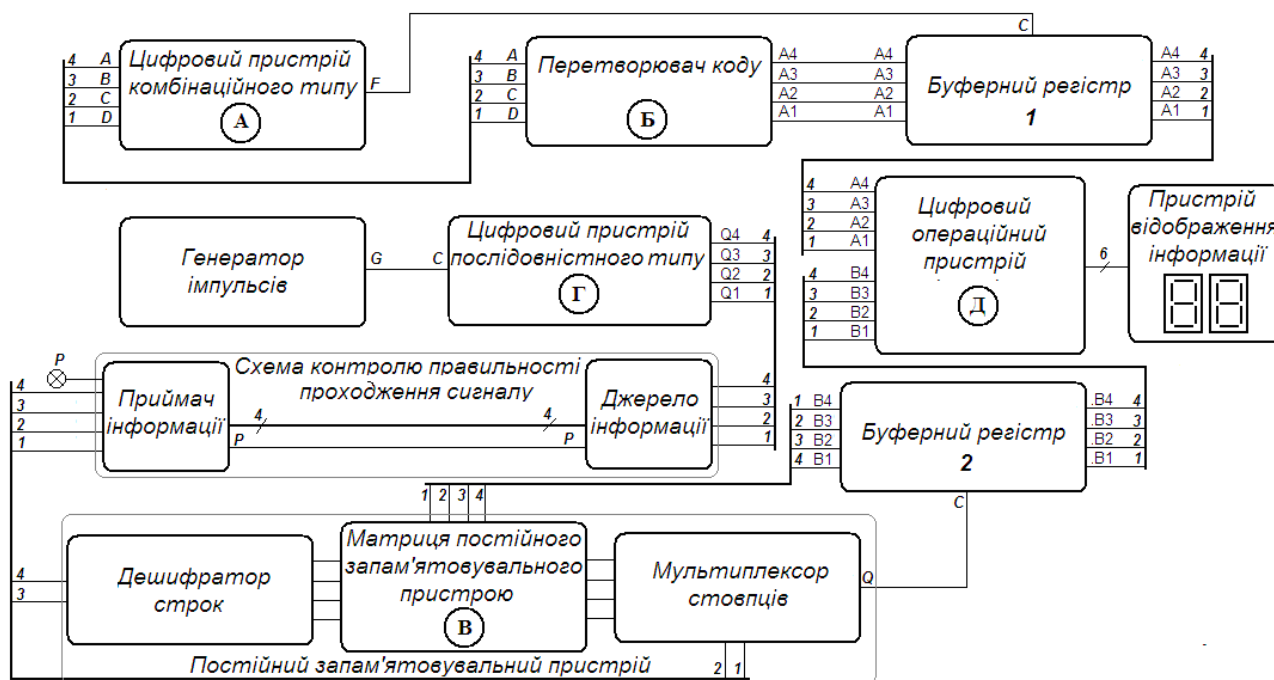 C
4 A
3 B
2 C
1 D
Цифровий пристрій
комбінаційного типу
А
F
4 A
3 B
2 C
1 D
Перетворювач коду
Б
A4 A4
A3 A3
A2 A2
A1 A1
Буферний регістр
1
A4 4
A3 3
A2 2
A1 1
Генератор
імпульсів
G C
Цифровий пристрій
послідовністного типу
Г
Q4 4
Q3 3
Q2 2
Q1 1
4 A4
3 A3
2 A2
1 A1
4 B4
3 B3
2 B2
1 B1
Цифровий
операційний
пристрій
Д
6
Пристрій
відображення
інформації
88
P
4
3
2
1
Схема контролю правильності
проходження сигналу
Приймач
інформації
4 4
P P
Джерело
інформації
4
3
2
1
1 B4
2 B3
3 B2
4 B1
Буферний регістр
2
.B4 4
.B3 3
.B2 2
.B1 1
C
1 2 3 4
4
3
Дешифратор
строк
Матриця постійного
запам'ятовувального
пристрою
В
Мультиплексор
стовпців
Q
2 1
Постійний запам'ятовувальний пристрій